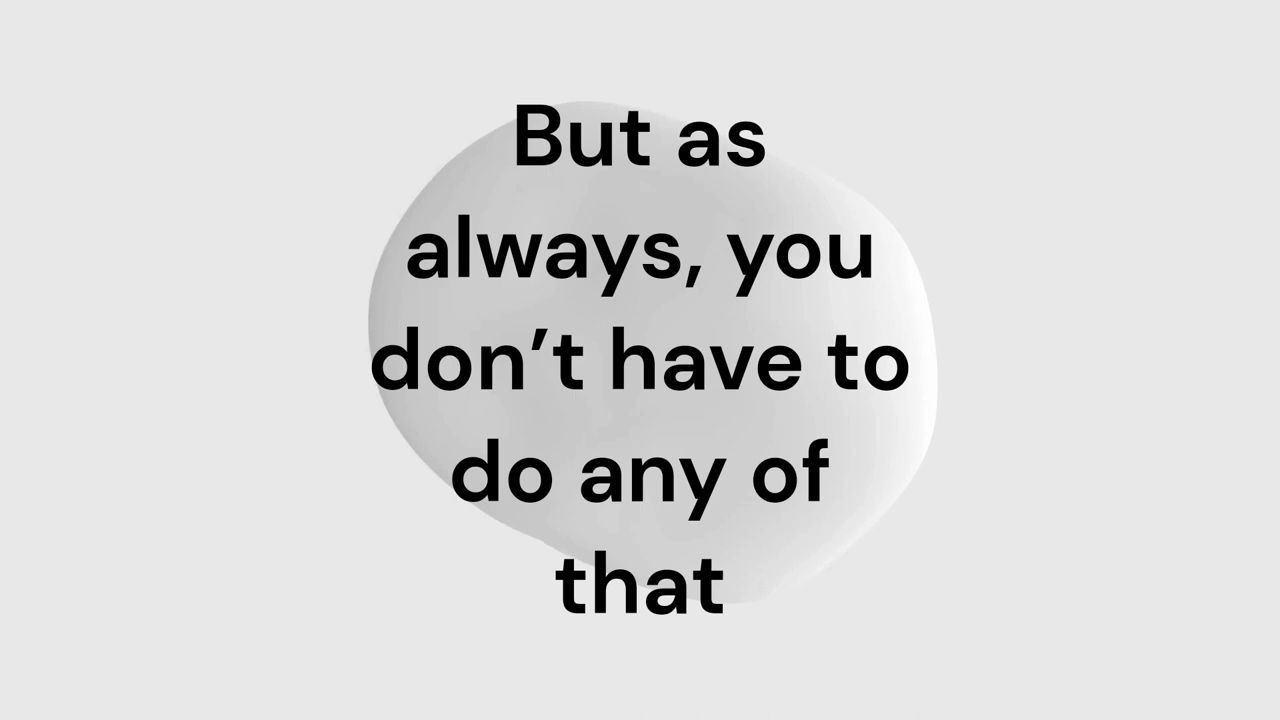 But as
always, you
don’t have to
do any of
that